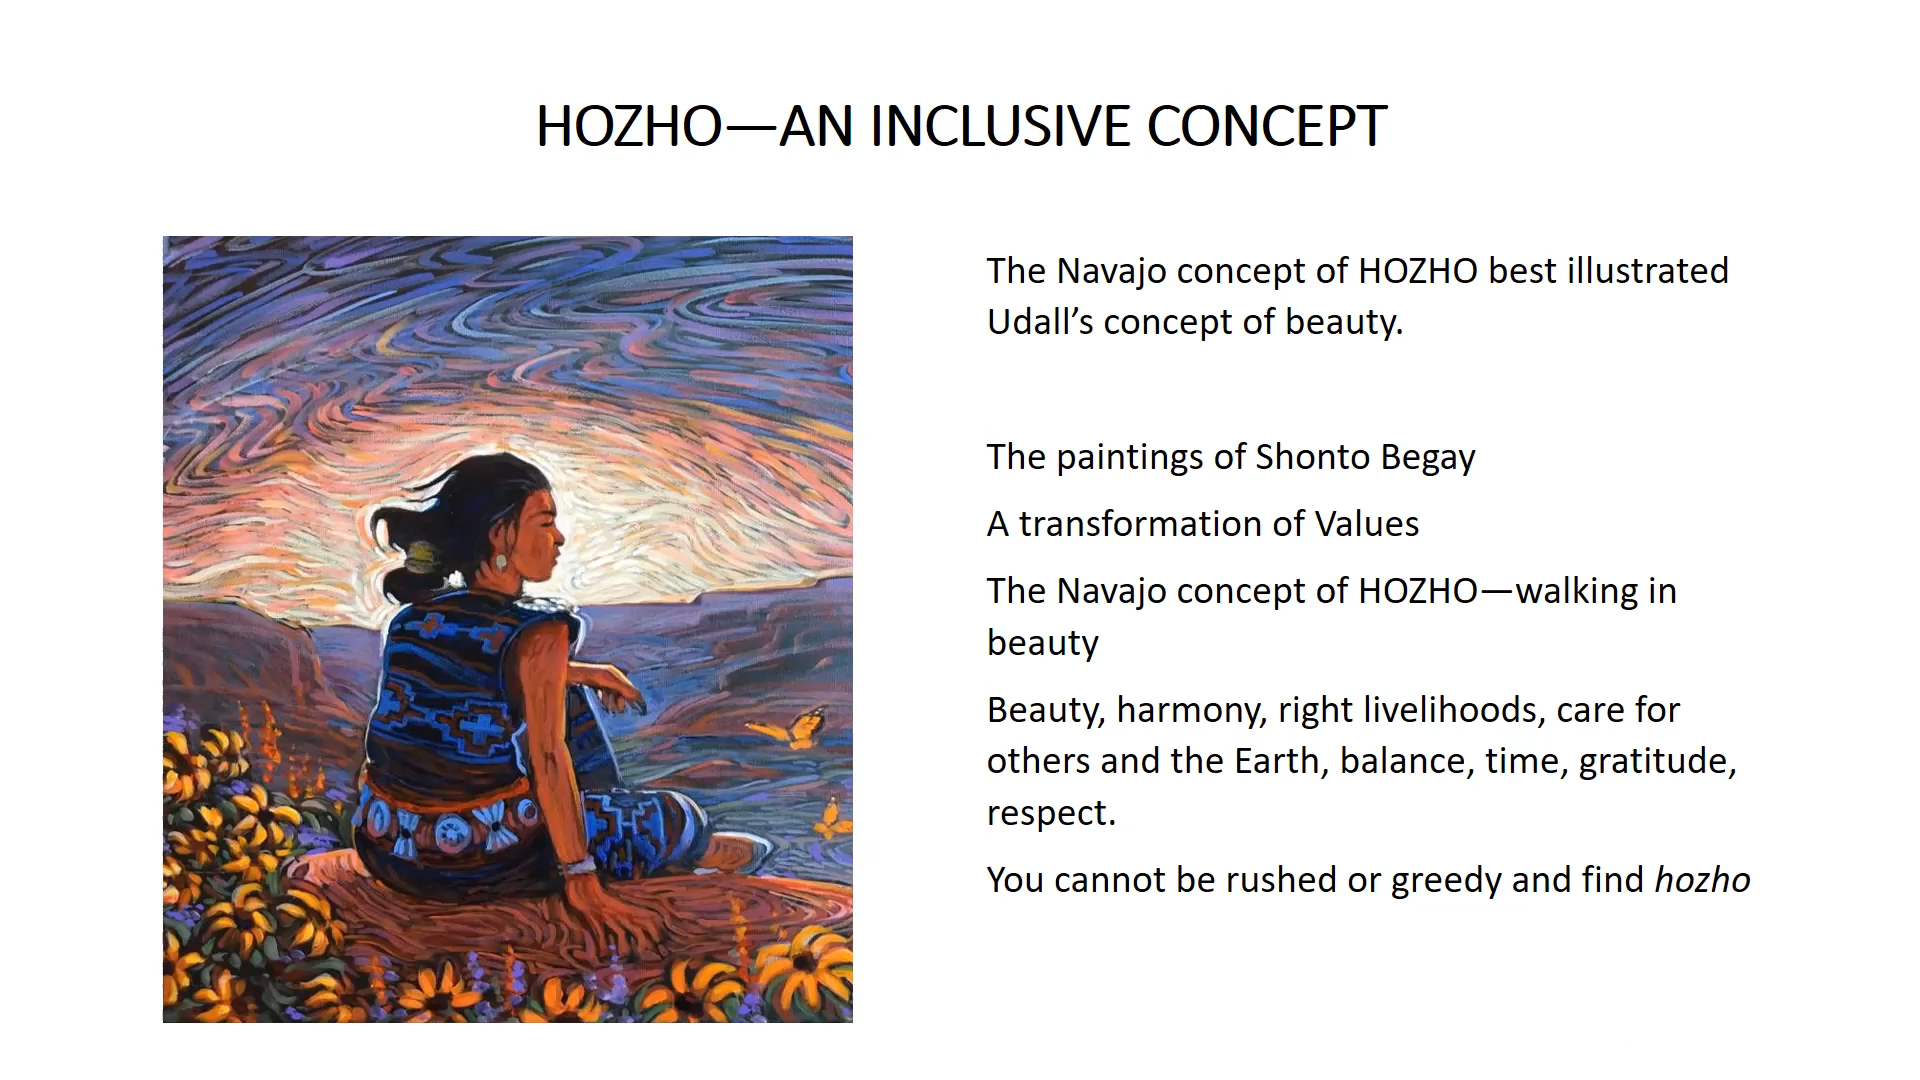 HOZHO—AN INCLUSIVE CONCEPT
The Navajo concept of HOZHO best illustrated
Udall’s concept of beauty.
The paintings of Shonto Begay
A transformation of Values
The Navajo concept of HOZHO—walking in
beauty
Beauty, harmony, right livelihoods, care for
others and the Earth, balance, time, gratitude,
respect.
You cannot be rushed or greedy and find hozho